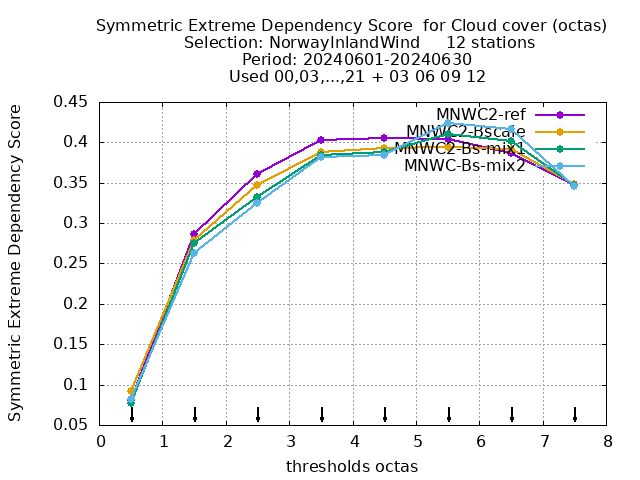 Symmetric Extreme Dependency Score  for Cloud cover (octas)
Selection: NorwayInlandWind     12 stations
Period: 20240601-20240630
Used 00,03,...,21 + 03 06 09 12
MNWC2-ref
MNWC2-Bscale
MNWC2-Bs-mix1
MNWC-Bs-mix2
Symmetric Extreme Dependency Score
0.45
0.4
0.35
0.3
0.25
0.2
0.15
0.1
0.05
0 1 2 3 4 5 6 7 8
thresholds octas